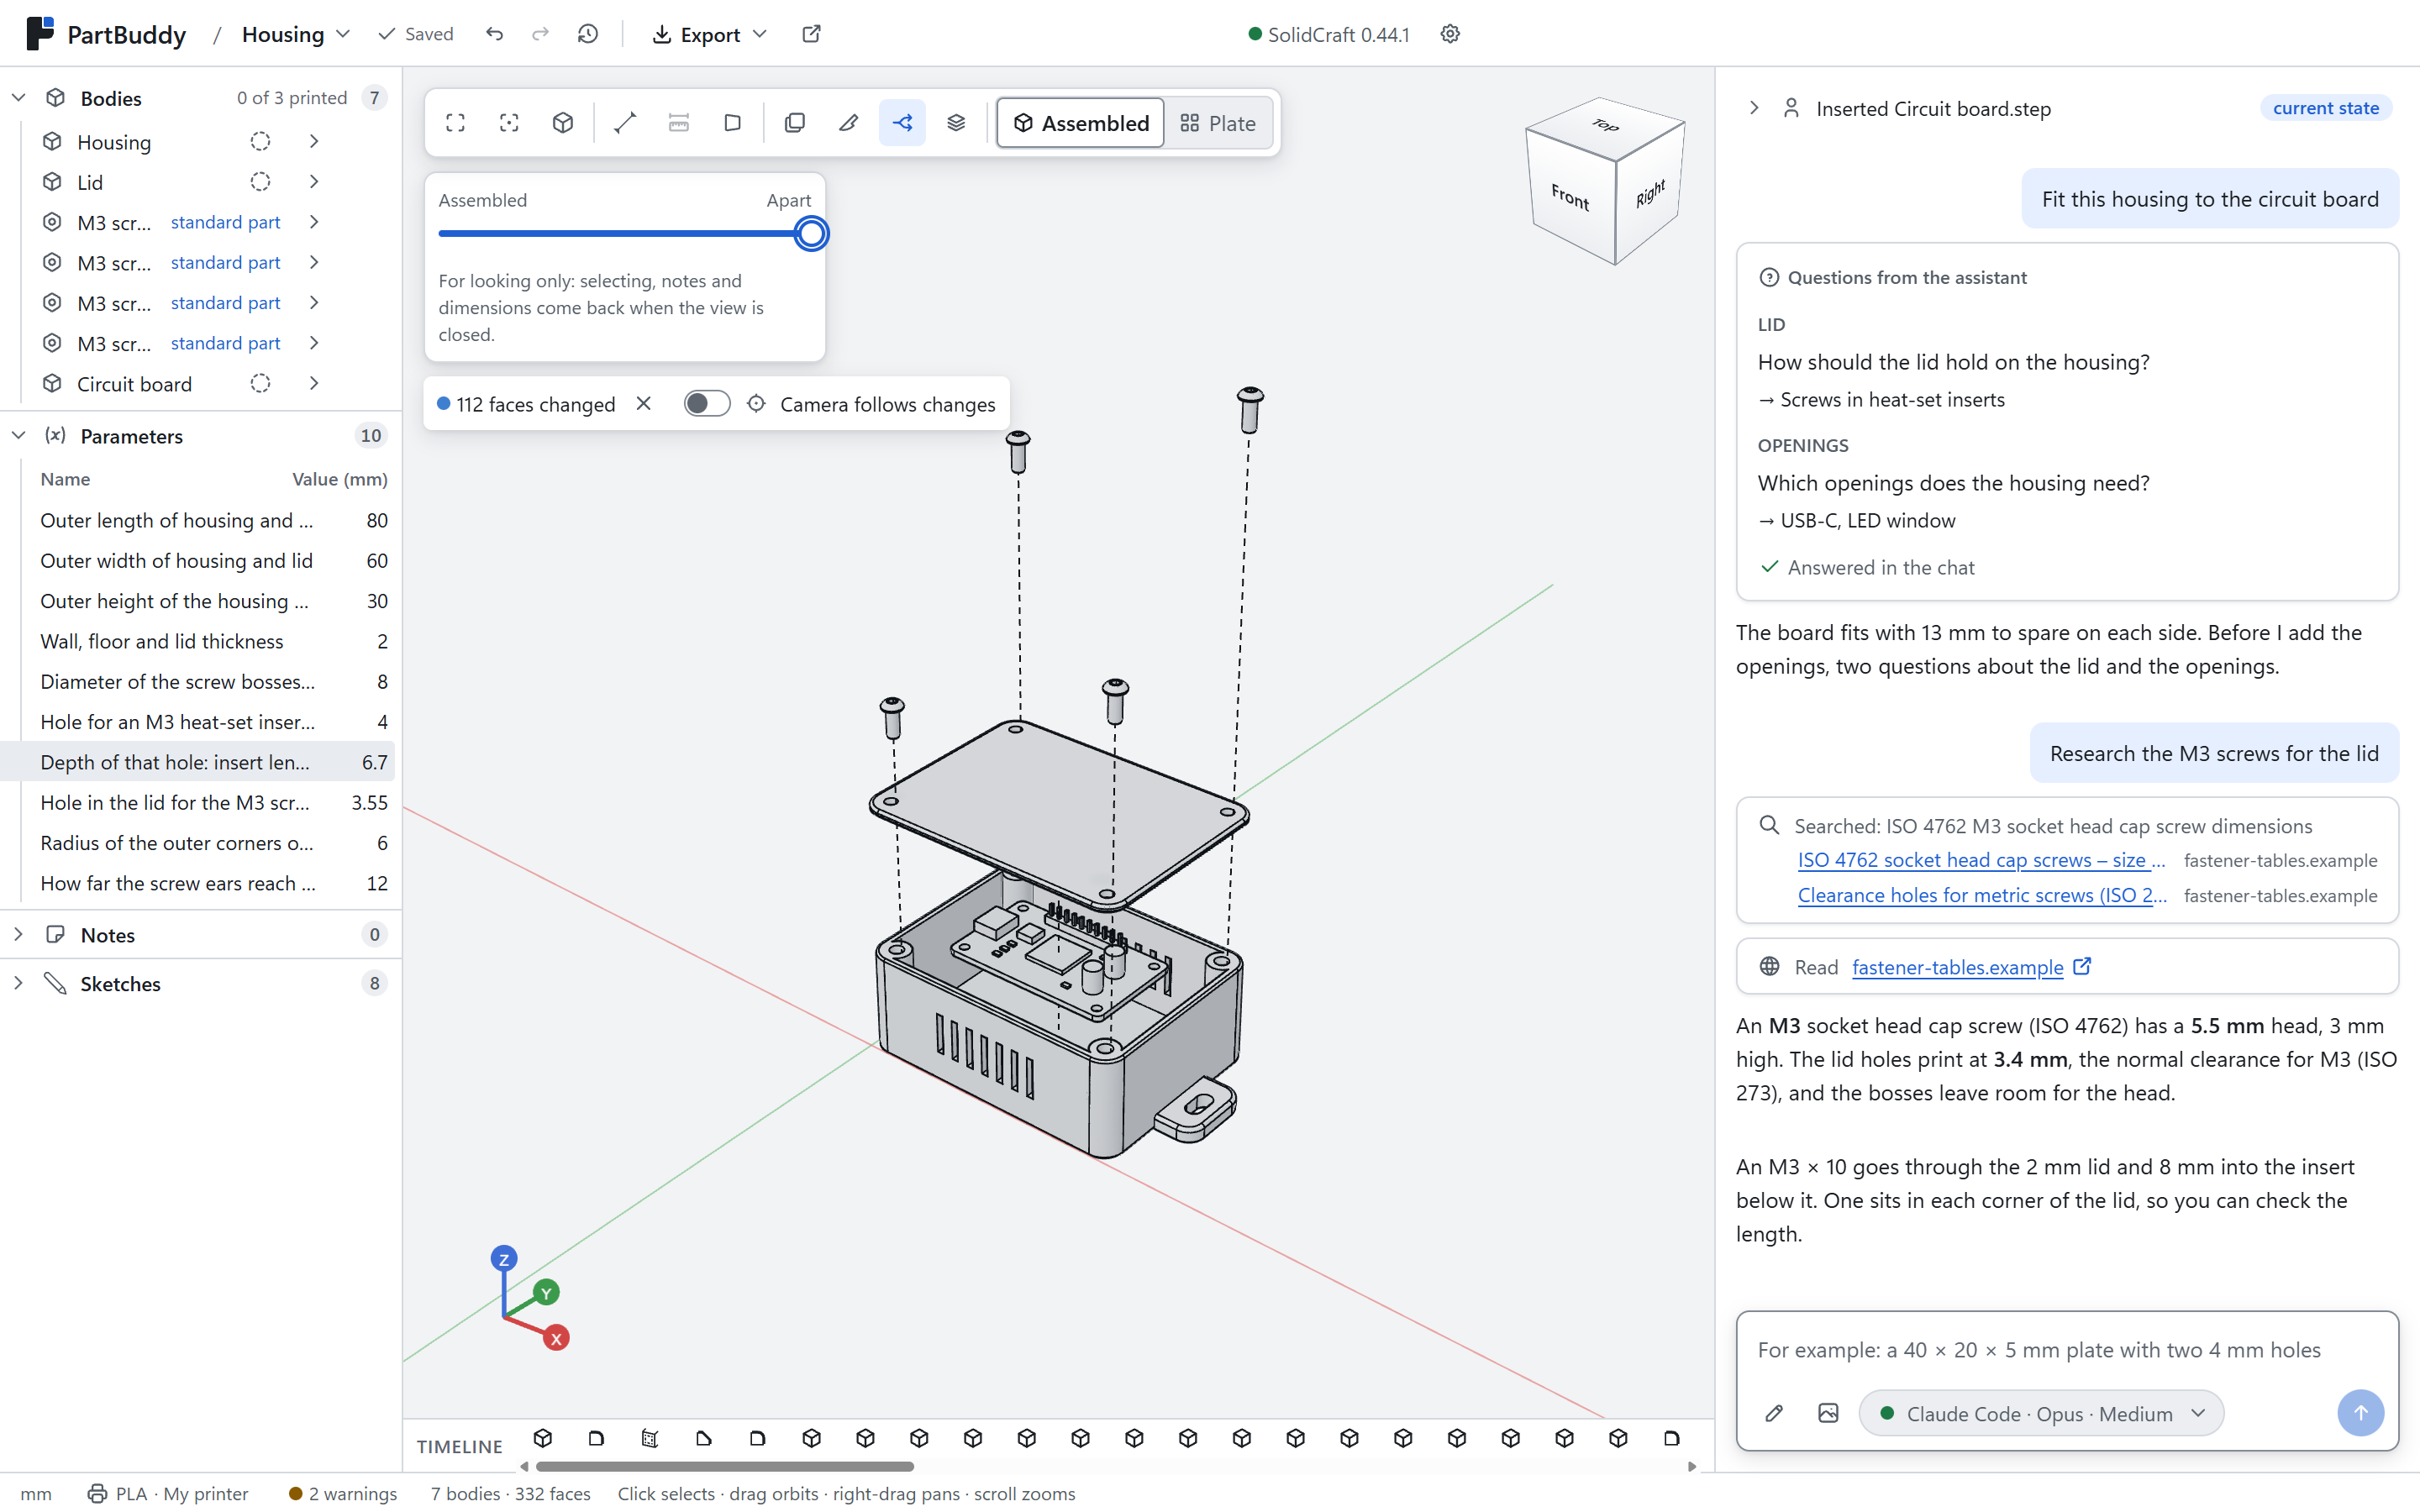 PartBuddy / Housing Saved Export SolidCraft 0.44.1
Bodies 0 of 3 printed 7
Housing
Lid
M3 scr... standard part
M3 scr... standard part
M3 scr... standard part
M3 scr... standard part
Circuit board
(x) Parameters 10
Name Value (mm)
Outer length of housing and ... 80
Outer width of housing and lid 60
Outer height of the housing ... 30
Wall, floor and lid thickness 2
Diameter of the screw bosses... 8
Hole for an M3 heat-set inser... 4
Depth of that hole: insert len... 6.7
Hole in the lid for the M3 scr... 3.55
Radius of the outer corners o... 6
How far the screw ears reach ... 12
Notes 0
Sketches 8
Assembled Plate
Assembled Apart
For looking only: selecting, notes and
dimensions come back when the view is
closed.
112 faces changed Camera follows changes
Top
Front
Right
Z
Y
X
TIMELINE
Inserted Circuit board.step current state
Fit this housing to the circuit board
Questions from the assistant
LID
How should the lid hold on the housing?
→ Screws in heat-set inserts
OPENINGS
Which openings does the housing need?
→ USB-C, LED window
Answered in the chat
The board fits with 13 mm to spare on each side. Before I add the
openings, two questions about the lid and the openings.
Research the M3 screws for the lid
Searched: ISO 4762 M3 socket head cap screw dimensions
ISO 4762 socket head cap screws – size ... fastener-tables.example
Clearance holes for metric screws (ISO 2... fastener-tables.example
Read fastener-tables.example
An M3 socket head cap screw (ISO 4762) has a 5.5 mm head, 3 mm
high. The lid holes print at 3.4 mm, the normal clearance for M3 (ISO
273), and the bosses leave room for the head.
An M3 × 10 goes through the 2 mm lid and 8 mm into the insert
below it. One sits in each corner of the lid, so you can check the
length.
For example: a 40 × 20 × 5 mm plate with two 4 mm holes
Claude Code · Opus · Medium
mm PLA · My printer 2 warnings 7 bodies · 332 faces Click selects · drag orbits · right-drag pans · scroll zooms